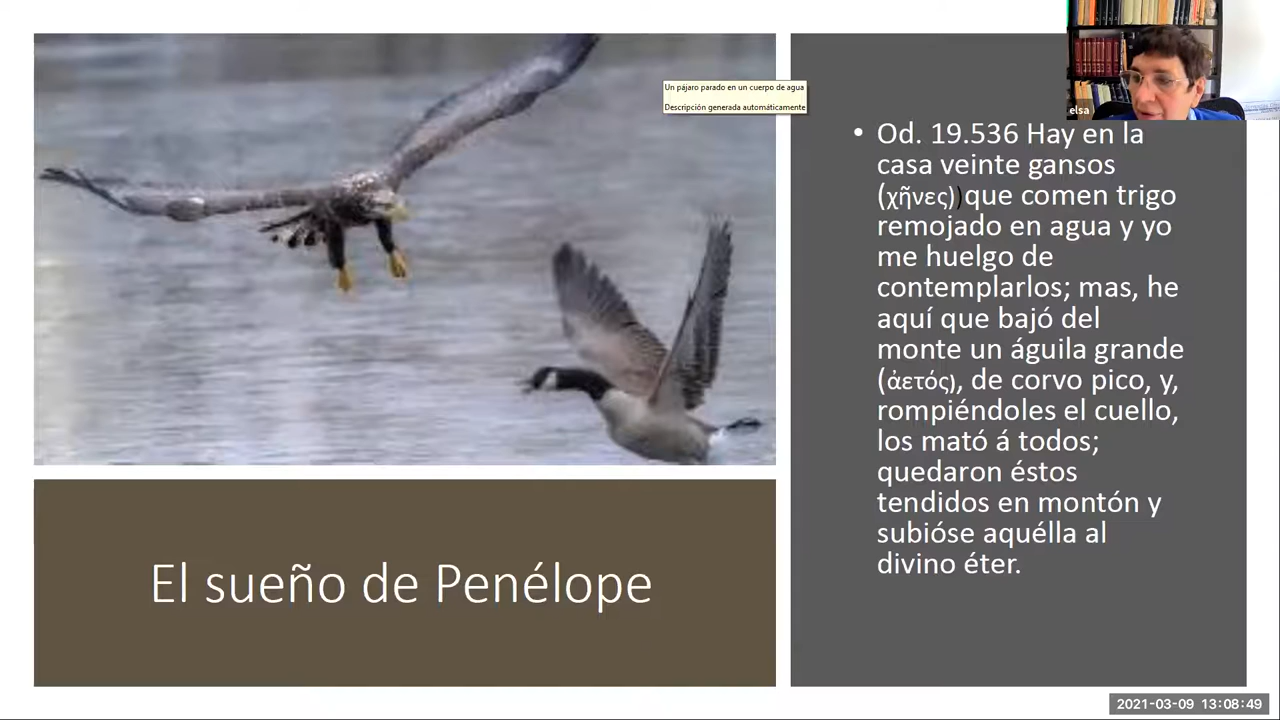 Un pájaro parado en un cuerpo de agua
Descripción generada automáticamente
elsa
• Od. 19.536 Hay en la
casa veinte gansos
(χῆνες))que comen trigo
remojado en agua y yo
me huelgo de
contemplarlos; mas, he
aquí que bajó del
monte un águila grande
(ἀετός), de corvo pico, y,
rompiéndoles el cuello,
los mató á todos;
quedaron éstos
tendidos en montón y
subióse aquélla al
divino éter.
El sueño de Penélope
2021-03-09 13:08:49